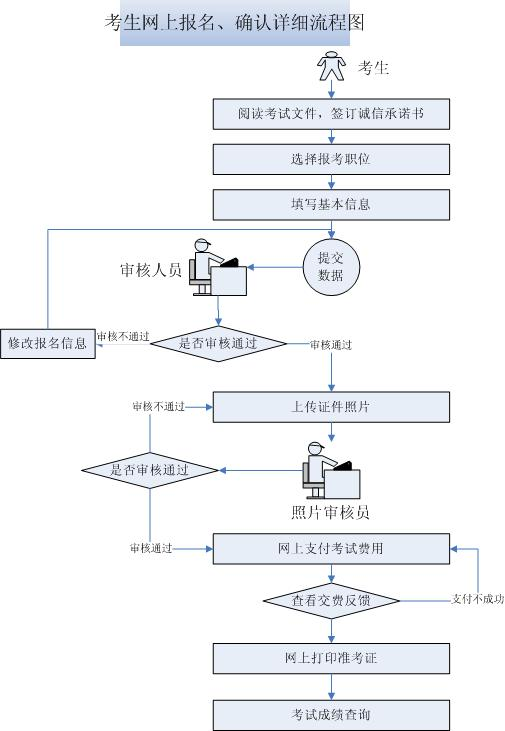 考生网上报名、确认详细流程图
考生
阅读考试文件，签订诚信承诺书
选择报考职位
填写基本信息
提交
数据
审核人员
是否审核通过
审核不通过
修改报名信息
审核通过
上传证件照片
审核不通过
是否审核通过
照片审核员
审核通过
网上支付考试费用
查看交费反馈
支付不成功
网上打印准考证
考试成绩查询